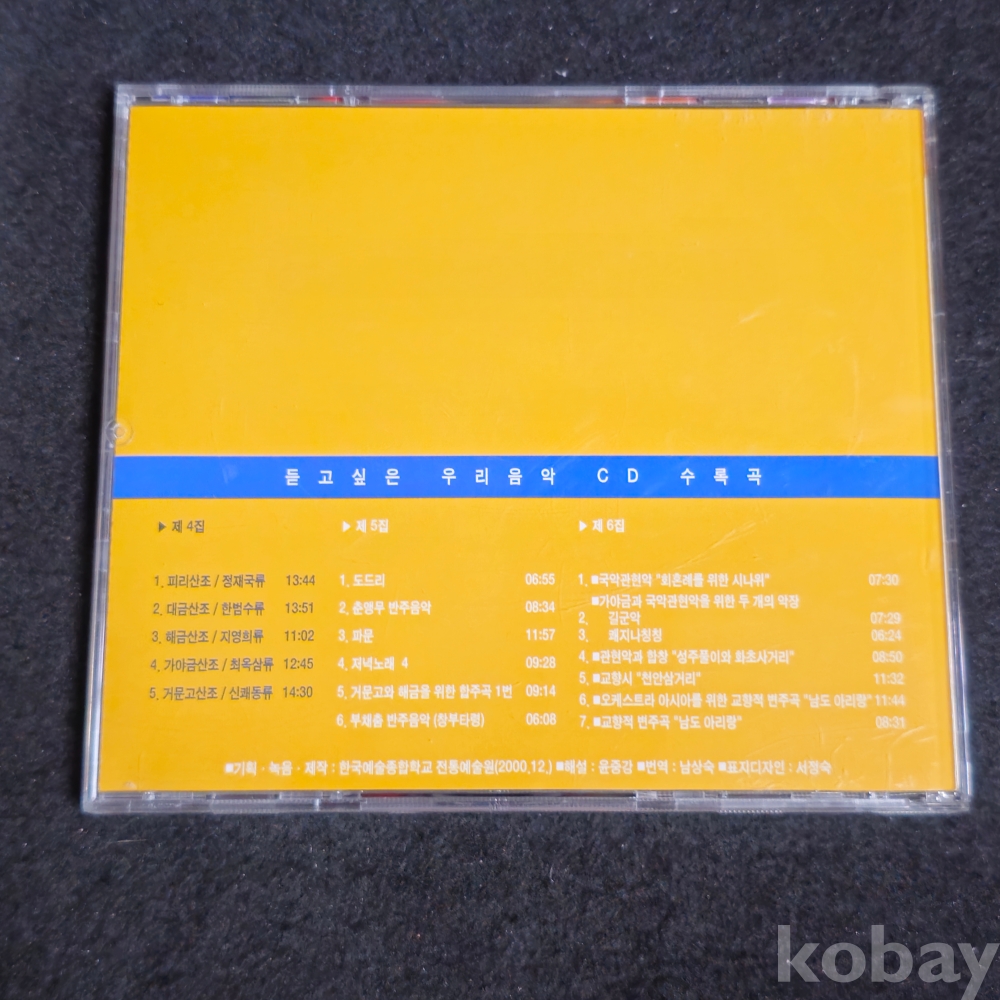 듣고싶은 우리음악 CD 수록곡
▶ 제 4집
1. 피리산조 / 정재국류 13:44
2. 대금산조 / 한범수류 13:51
3. 해금산조 / 지영희류 11:02
4. 가야금산조 / 최옥삼류 12:45
5. 거문고산조 / 신쾌동류 14:30
▶ 제 5집
1. 도드리 06:55
2. 춘앵무 반주음악 08:34
3. 파문 11:57
4. 저녁노래 4 09:28
5. 거문고와 해금을 위한 합주곡 1번 09:14
6. 부채춤 반주음악 (창부타령) 06:08
▶ 제 6집
1. ■국악관현악 "회혼례를 위한 시나위" 07:30
■가야금과 국악관현악을 위한 두 개의 악장
2. 길군악 07:29
3. 쾌지나칭칭 06:24
4. ■관현악과 합창 "성주풀이와 화초사거리" 08:50
5. ■교향시 "천안삼거리" 11:32
6. ■오케스트라 아시아를 위한 교향적 변주곡 "남도 아리랑" 11:44
7. ■교향적 변주곡 "남도 아리랑" 08:31
■기획 · 녹음 · 제작 : 한국예술종합학교 전통예술원(2000.12.) ■해설 : 윤중강 ■번역 : 남상숙 ■표지디자인 : 서정숙
kobay